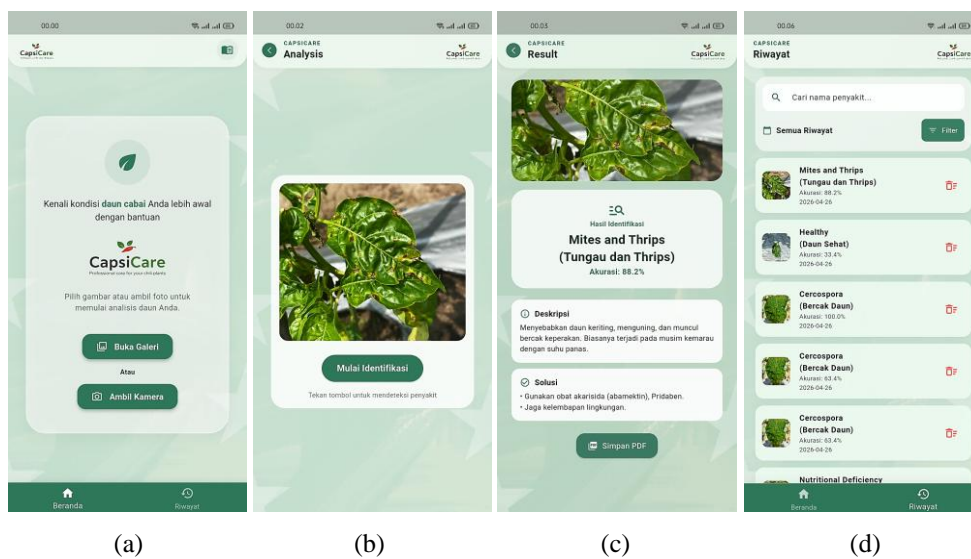 00.00
CapsiCare
Kenali kondisi daun cabai Anda lebih awal
dengan bantuan
CapsiCare
Professional care for your chili plants
Pilih gambar atau ambil foto untuk
memulai analisis daun Anda.
Buka Galeri
Atau
Ambil Kamera
Beranda
Riwayat
(a)
00.02
CAPSICARE
Analysis
CapsiCare
Mulai Identifikasi
Tekan tombol untuk mendeteksi penyakit
(b)
00.03
CAPSICARE
Result
CapsiCare
Hasil Identifikasi
Mites and Thrips
(Tungau dan Thrips)
Akurasi: 88.2%
Deskripsi
Menyebabkan daun keriting, menguning, dan muncul
bercak keperakan. Biasanya terjadi pada musim kemarau
dengan suhu panas.
Solusi
• Gunakan obat akarisida (abamektin), Pridaben.
• Jaga kelembapan lingkungan.
Simpan PDF
(c)
00.06
CAPSICARE
Riwayat
CapsiCare
Cari nama penyakit...
Semua Riwayat
Filter
Mites and Thrips
(Tungau dan Thrips)
Akurasi: 88.2%
2026-04-26
Healthy
(Daun Sehat)
Akurasi: 33.4%
2026-04-26
Cercospora
(Bercak Daun)
Akurasi: 100.0%
2026-04-26
Cercospora
(Bercak Daun)
Akurasi: 63.4%
2026-04-26
Cercospora
(Bercak Daun)
Akurasi: 63.4%
2026-04-26
Nutritional Deficiency
Beranda
Riwayat
(d)